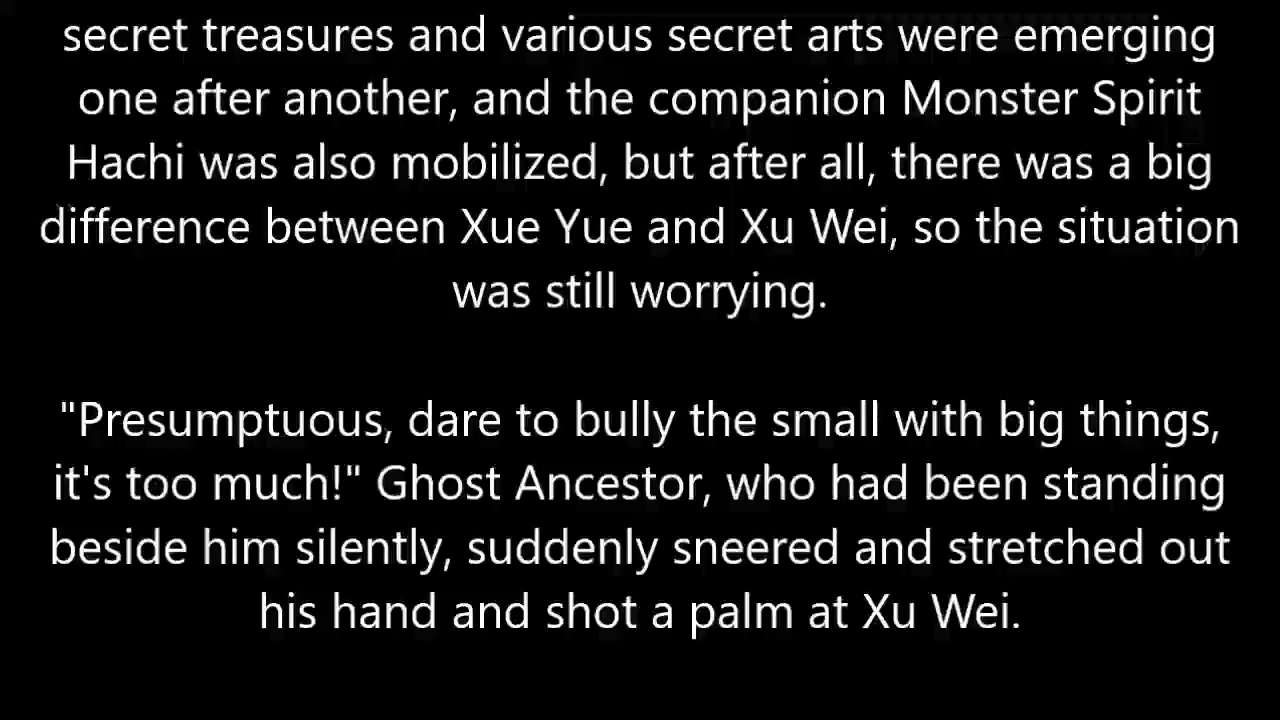 secret treasures and various secret arts were emerging
one after another, and the companion Monster Spirit
Hachi was also mobilized, but after all, there was a big
difference between Xue Yue and Xu Wei, so the situation
was still worrying.
"Presumptuous, dare to bully the small with big things,
it's too much!" Ghost Ancestor, who had been standing
beside him silently, suddenly sneered and stretched out
his hand and shot a palm at Xu Wei.